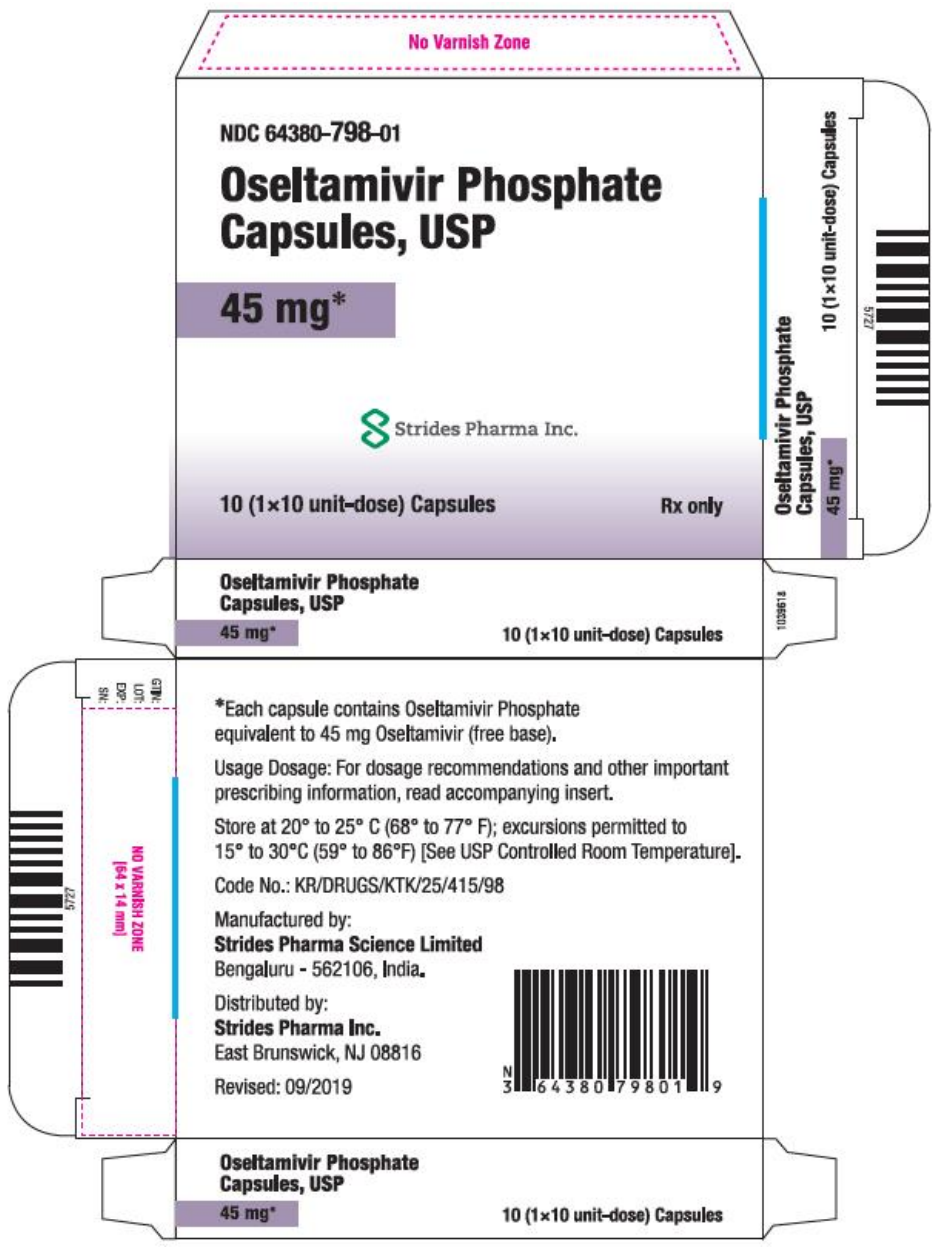 No Varnish Zone
NDC 64380-798-01
Oseltamivir Phosphate
Capsules, USP
45 mg*
Strides Pharma Inc.
10 (1×10 unit-dose) Capsules
Rx only
Oseltamivir Phosphate
Capsules, USP
45 mg*
10 (1×10 unit-dose) Capsules
5727
Oseltamivir Phosphate
Capsules, USP
45 mg*
10 (1×10 unit-dose) Capsules
1039618
GTIN:
LOT:
EXP:
SN:
NO VARNISH ZONE
[64 x 14 mm]
5727
*Each capsule contains Oseltamivir Phosphate
equivalent to 45 mg Oseltamivir (free base).
Usage Dosage: For dosage recommendations and other important
prescribing information, read accompanying insert.
Store at 20° to 25° C (68° to 77° F); excursions permitted to
15° to 30°C (59° to 86°F) [See USP Controlled Room Temperature].
Code No.: KR/DRUGS/KTK/25/415/98
Manufactured by:
Strides Pharma Science Limited
Bengaluru - 562106, India.
Distributed by:
Strides Pharma Inc.
East Brunswick, NJ 08816
Revised: 09/2019
N
3 64380 79801 9
Oseltamivir Phosphate
Capsules, USP
45 mg*
10 (1×10 unit-dose) Capsules